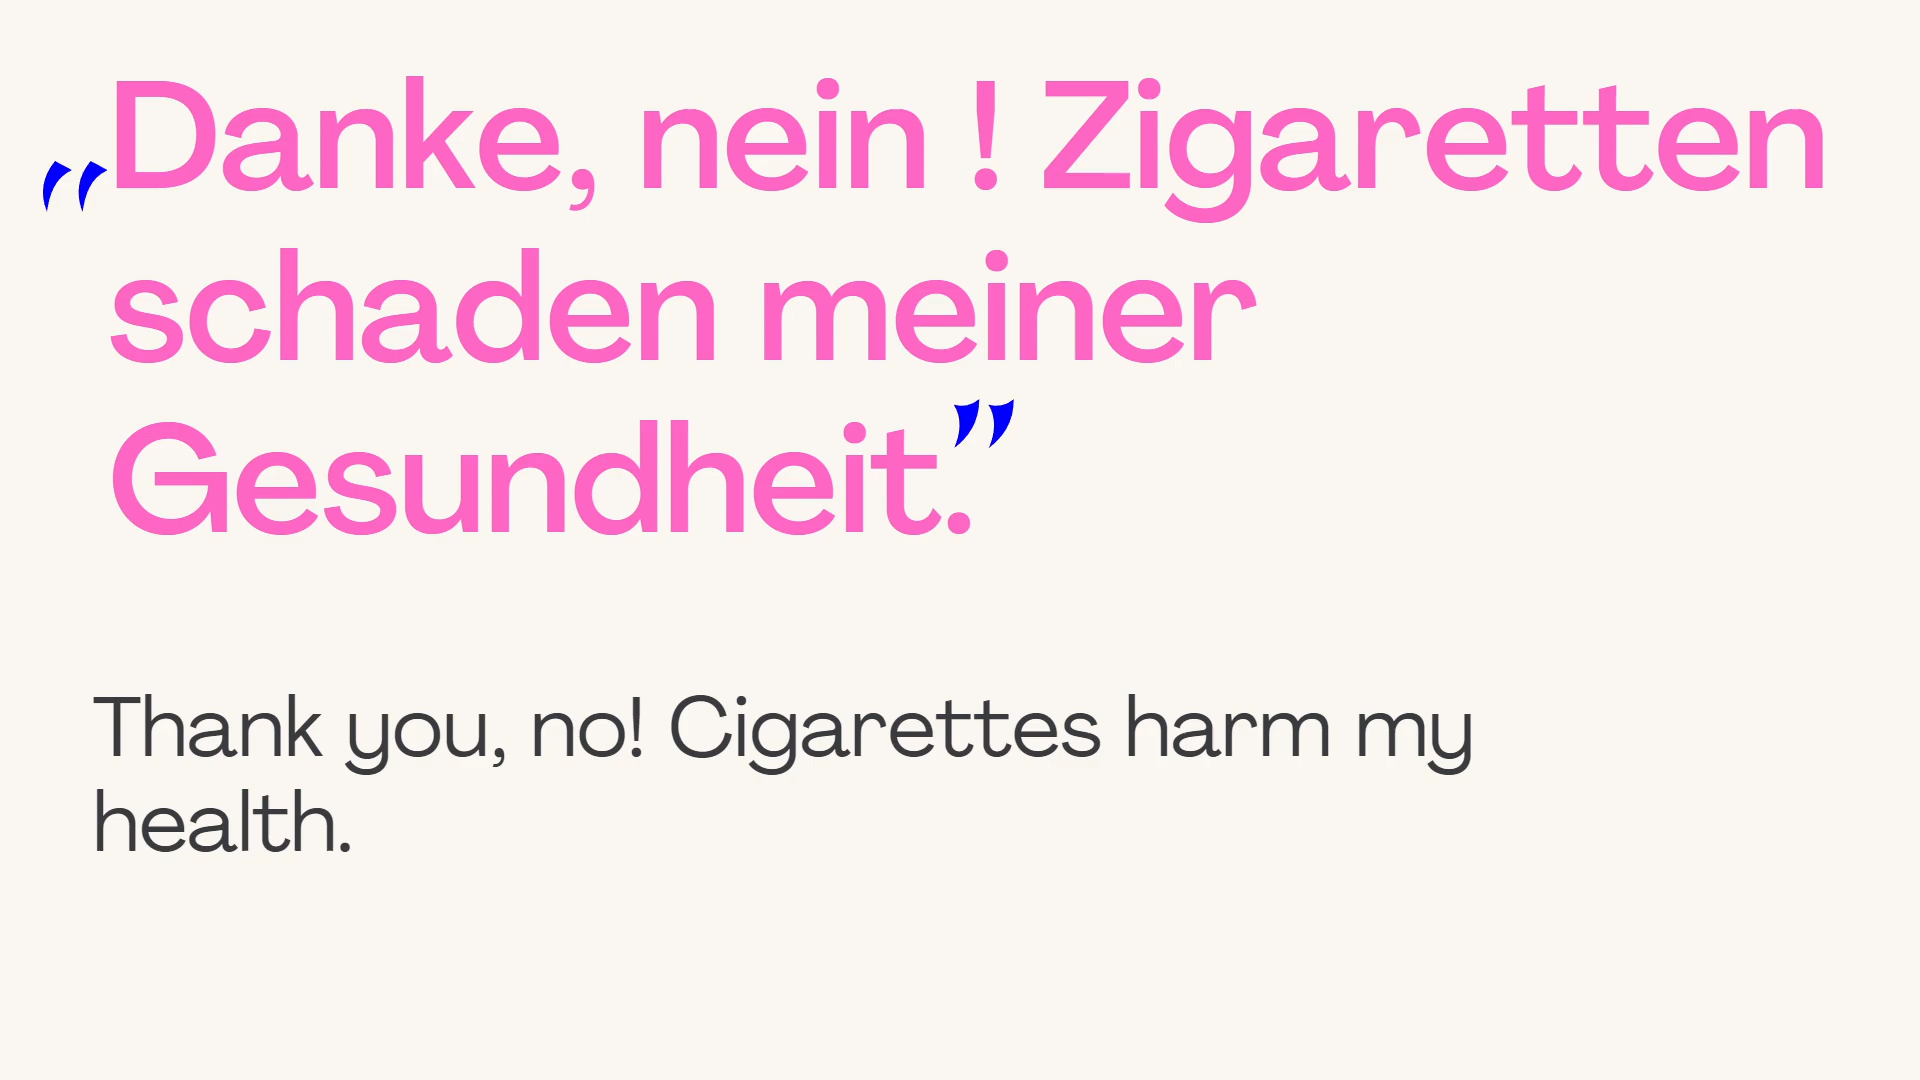 „Danke, nein ! Zigaretten
schaden meiner
Gesundheit.”
Thank you, no! Cigarettes harm my
health.